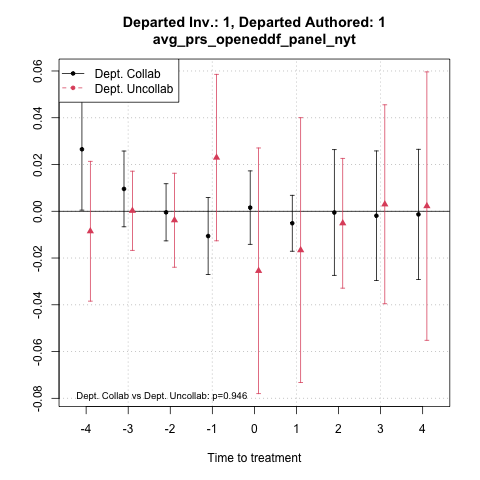 Departed Inv.: 1, Departed Authored: 1
avg_prs_openeddf_panel_nyt
Dept. Collab
Dept. Uncollab
0.06
0.04
0.02
0.00
-0.02
-0.04
-0.06
-0.08
Dept. Collab vs Dept. Uncollab: p=0.946
-4 -3 -2 -1 0 1 2 3 4
Time to treatment